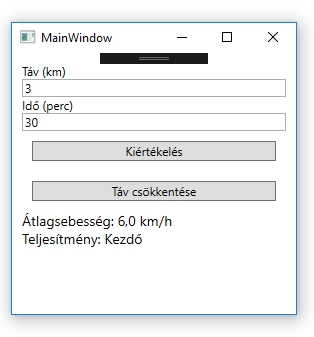 MainWindow
Táv (km)
3
Idő (perc)
30
Kiértékelés
Táv csökkentése
Átlagsebesség: 6,0 km/h
Teljesítmény: Kezdő